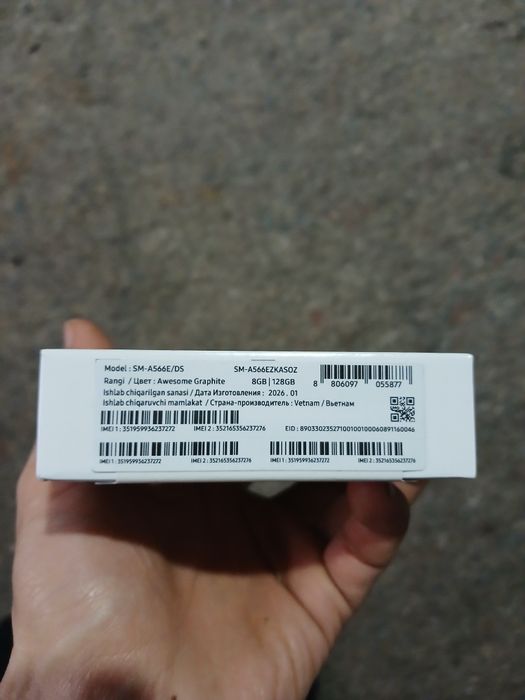 Model : SM-A566E/DS SM-A566EZKASOZ
Rangi / Цвет : Awesome Graphite 8GB|128GB 8 806097 055877
Ishlab chiqarilgan sanasi / Дата Изготовления : 2026 . 01
Ishlab chiqaruvchi mamlakat / Страна-производитель : Vetnam / Вьетнам
IMEI 1 : 351959936237272 IMEI 2 : 352165356237276 EID : 89033023527100100100060891160046
IMEI 1 : 351959936237272 IMEI 2 : 352165356237276 IMEI 1 : 351959936237272 IMEI 2 : 352165356237276